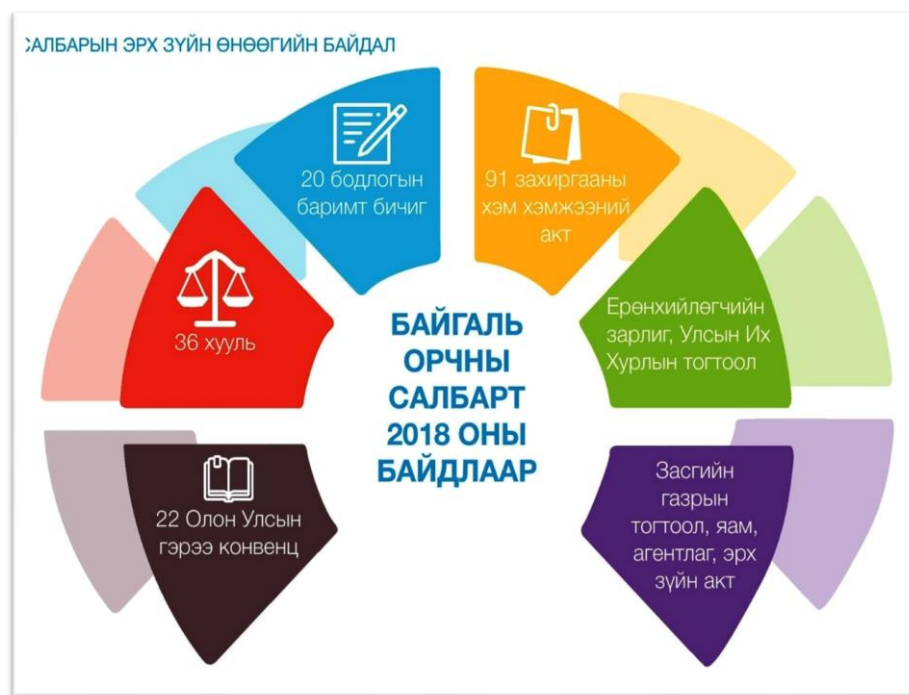 САЛБАРЫН ЭРХ ЗҮЙН ӨНӨӨГИЙН БАЙДАЛ
20 бодлогын
баримт бичиг
91 захиргааны
хэм хэмжээний
акт
36 хууль
Ерөнхийлөгчийн
зарлиг, Улсын Их
Хурлын тогтоол
БАЙГАЛЬ
ОРЧНЫ
САЛБАРТ
2018 ОНЫ
БАЙДЛААР
22 Олон Улсын
гэрээ конвенц
Засгийн
газрын
тогтоол, яам,
агентлаг, эрх
зүйн акт